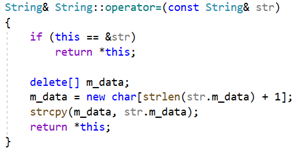 String& String::operator=(const String& str)
{
    if (this == &str)
        return *this;

    delete[] m_data;
    m_data = new char[strlen(str.m_data) + 1];
    strcpy(m_data, str.m_data);
    return *this;
}